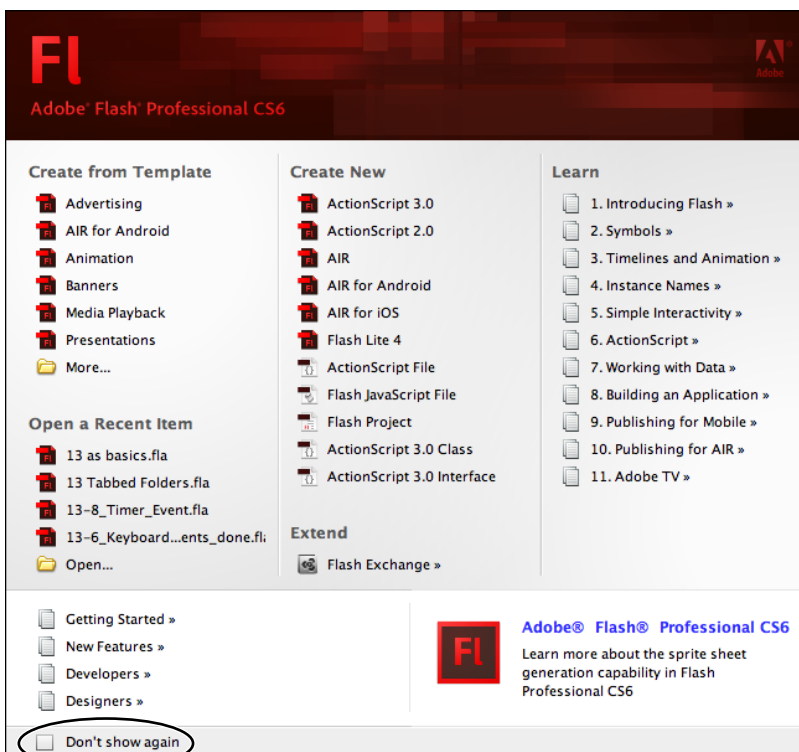 Fl
Adobe® Flash® Professional CS6
Adobe
Create from Template
Advertising
AIR for Android
Animation
Banners
Media Playback
Presentations
More...
Open a Recent Item
13 as basics.fla
13 Tabbed Folders.fla
13-8_Timer_Event.fla
13-6_Keyboard...ents_done.fla
Open...
Create New
ActionScript 3.0
ActionScript 2.0
AIR
AIR for Android
AIR for iOS
Flash Lite 4
ActionScript File
Flash JavaScript File
Flash Project
ActionScript 3.0 Class
ActionScript 3.0 Interface
Extend
Flash Exchange »
Learn
1. Introducing Flash »
2. Symbols »
3. Timelines and Animation »
4. Instance Names »
5. Simple Interactivity »
6. ActionScript »
7. Working with Data »
8. Building an Application »
9. Publishing for Mobile »
10. Publishing for AIR »
11. Adobe TV »
Getting Started »
New Features »
Developers »
Designers »
Fl
Adobe® Flash® Professional CS6
Learn more about the sprite sheet
generation capability in Flash
Professional CS6
Don't show again